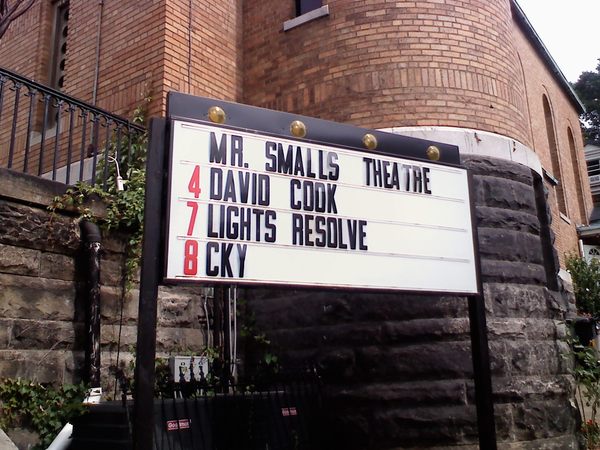 MR. SMALLS THEATRE
4 DAVID COOK
7 LIGHTS RESOLVE
8 CKY